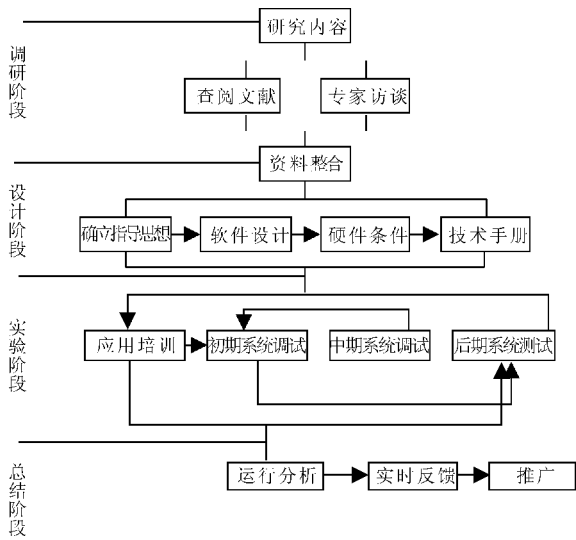 研究内容
调研阶段
查阅文献
专家访谈
资料整合
设计阶段
确立指导思想
软件设计
硬件条件
技术手册
实验阶段
应用培训
初期系统调试
中期系统调试
后期系统测试
总结阶段
运行分析
实时反馈
推广